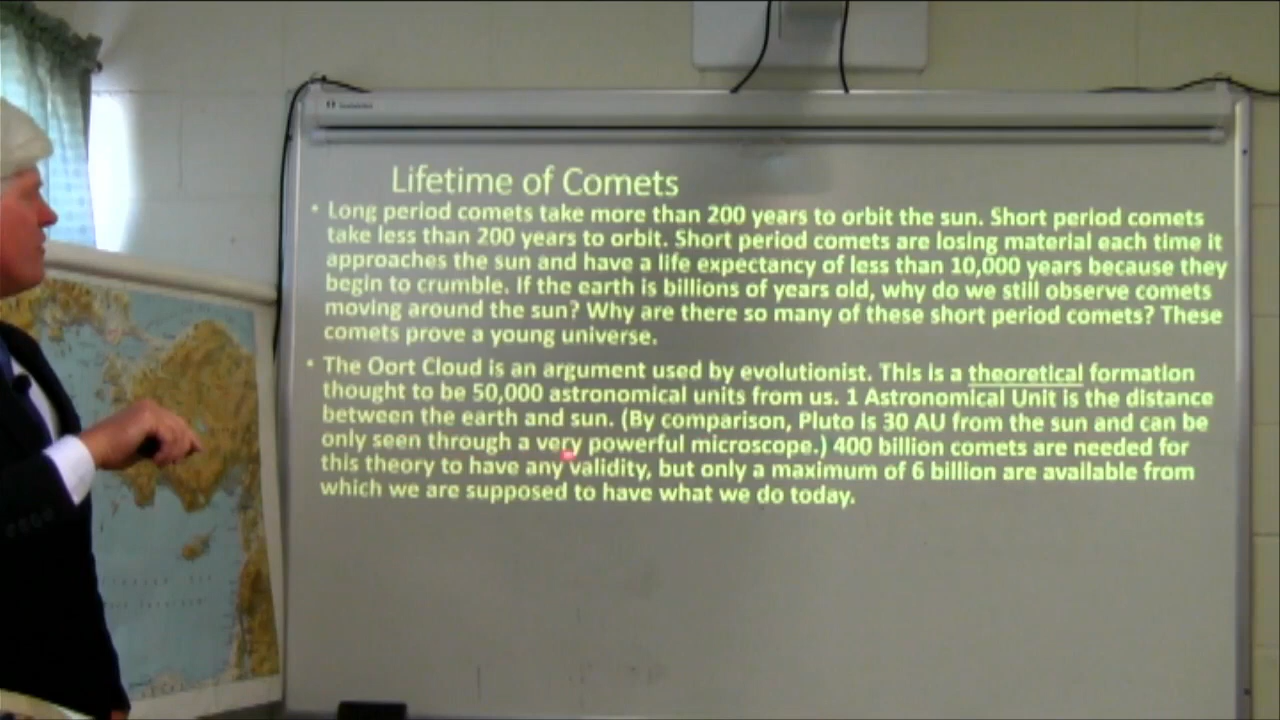 Lifetime of Comets
• Long period comets take more than 200 years to orbit the sun. Short period comets
take less than 200 years to orbit. Short period comets are losing material each time it
approaches the sun and have a life expectancy of less than 10,000 years because they
begin to crumble. If the earth is billions of years old, why do we still observe comets
moving around the sun? Why are there so many of these short period comets? These
comets prove a young universe.
• The Oort Cloud is an argument used by evolutionist. This is a theoretical formation
thought to be 50,000 astronomical units from us. 1 Astronomical Unit is the distance
between the earth and sun. (By comparison, Pluto is 30 AU from the sun and can be
only seen through a very powerful microscope.) 400 billion comets are needed for
this theory to have any validity, but only a maximum of 6 billion are available from
which we are supposed to have what we do today.